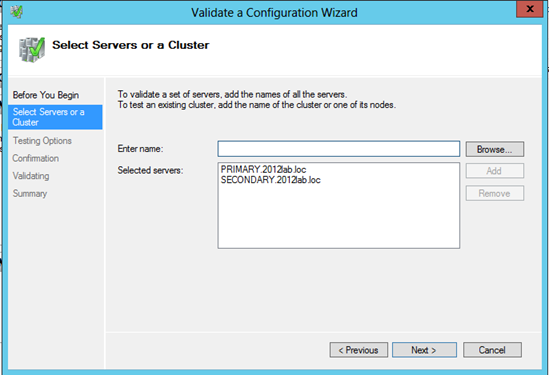 Validate a Configuration Wizard
Select Servers or a Cluster
Before You Begin
Select Servers or a
Cluster
Testing Options
Confirmation
Validating
Summary
To validate a set of servers, add the names of all the servers.
To test an existing cluster, add the name of the cluster or one of its nodes.
Enter name:
Browse...
Selected servers:
PRIMARY.2012lab.loc
SECONDARY.2012lab.loc
Add
Remove
< Previous
Next >
Cancel